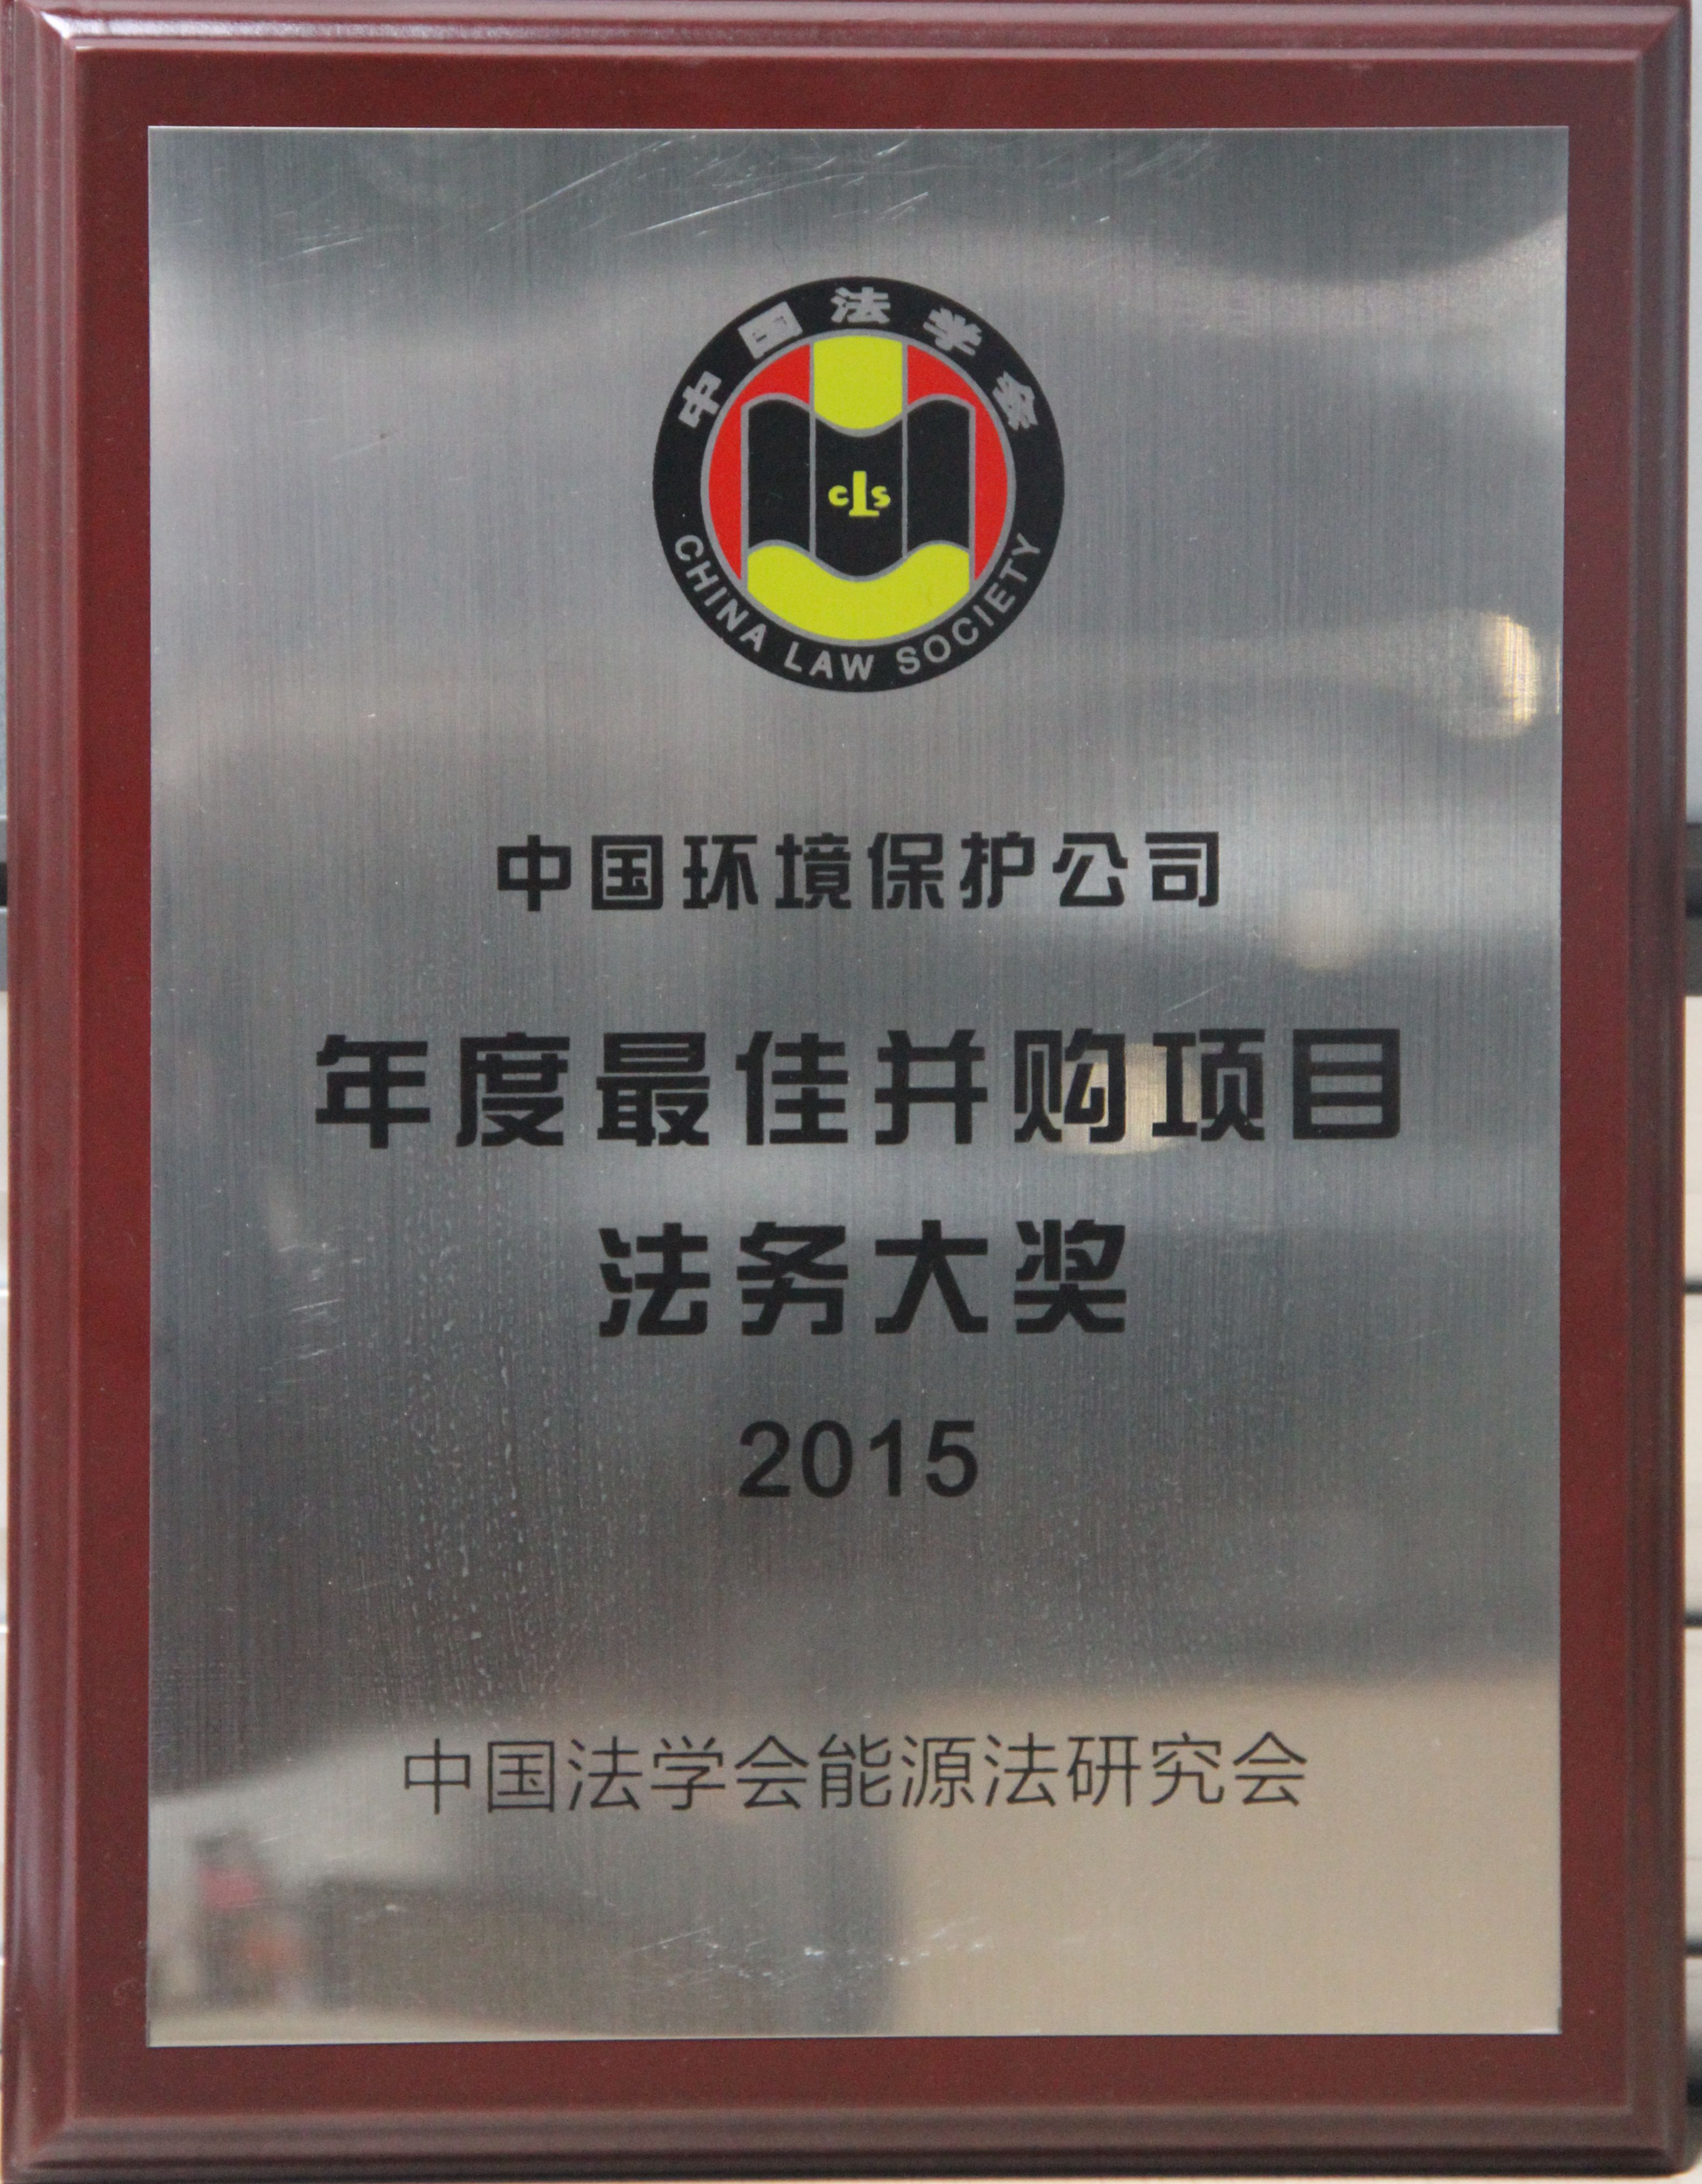 中国法学会
cLs
CHINA LAW SOCIETY
中国环境保护公司
年度最佳并购项目
法务大奖
2015
中国法学会能源法研究会